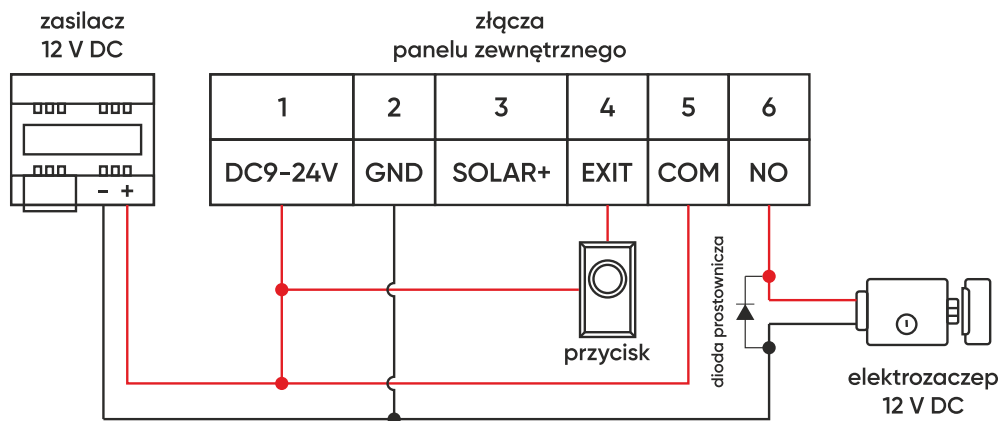 zasilacz
12 V DC
złącza
panelu zewnętrznego
1 2 3 4 5 6
DC9-24V GND SOLAR+ EXIT COM NO
- +
przycisk
dioda prostownicza
elektrozaczep
12 V DC